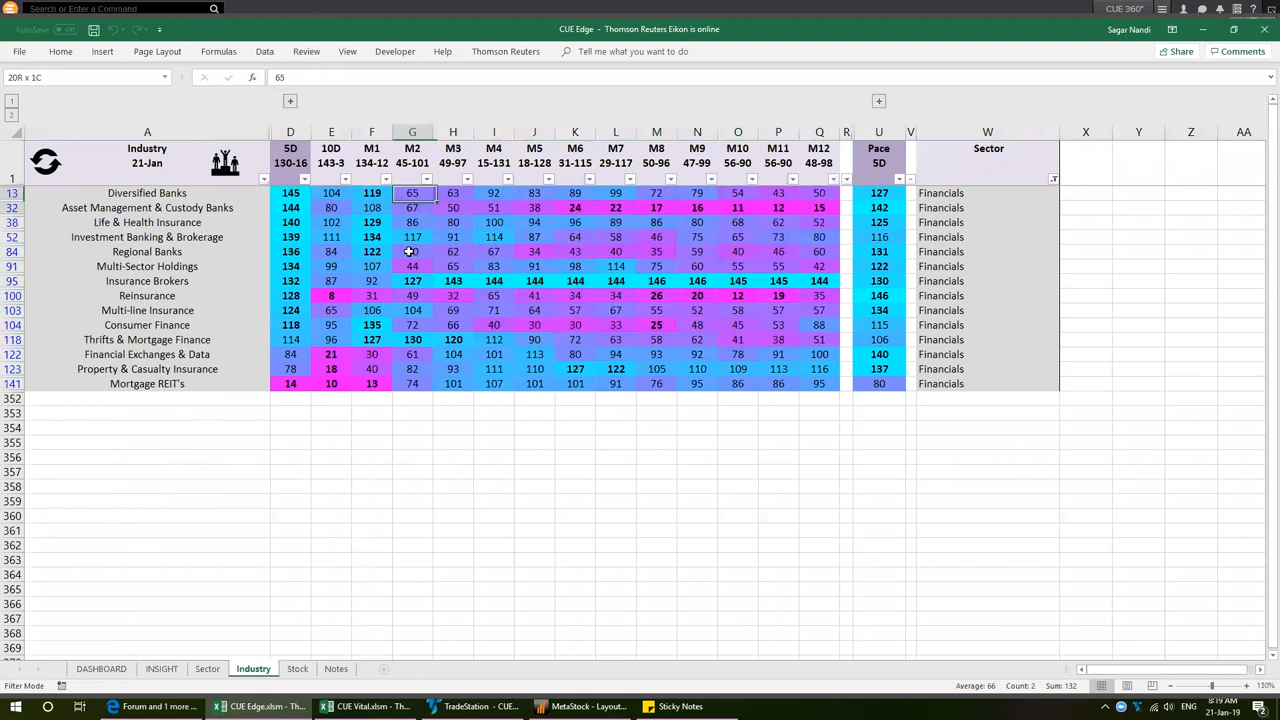 Search or Enter Command
CUE 360°
AutoSave Off
CUE Edge - Thomson Reuters Eikon is online
Sagar Nandi
File Home Insert Page Layout Formulas Data Review View Developer Help Thomson Reuters Tell me what you want to do Share Comments
20R x 1C fx 65
1
2
A D E F G H I J K L M N O P Q R U V W X Y Z AA
Industry 5D 10D M1 M2 M3 M4 M5 M6 M7 M8 M9 M10 M11 M12 Pace Sector
21-Jan 130-16 143-3 134-12 45-101 49-97 15-131 18-128 31-115 29-117 50-96 47-99 56-90 56-90 48-98 5D
1
13 Diversified Banks 145 104 119 65 63 92 83 89 99 72 79 54 43 50 127 Financials
32 Asset Management & Custody Banks 144 80 108 67 50 51 38 24 22 17 16 11 12 15 142 Financials
38 Life & Health Insurance 140 102 129 86 80 100 94 96 89 86 80 68 62 52 125 Financials
52 Investment Banking & Brokerage 139 111 134 117 91 114 87 64 58 46 75 65 73 80 116 Financials
84 Regional Banks 136 84 122 62 67 34 43 40 35 59 40 46 60 131 Financials
91 Multi-Sector Holdings 134 99 107 44 65 83 91 98 114 75 60 55 55 42 122 Financials
95 Insurance Brokers 132 87 92 127 143 144 144 144 144 146 146 145 145 144 130 Financials
100 Reinsurance 128 8 31 49 32 65 41 34 34 26 20 12 19 35 146 Financials
103 Multi-line Insurance 124 65 106 104 69 71 64 57 67 55 52 58 57 57 134 Financials
104 Consumer Finance 118 95 135 72 66 40 30 30 33 25 48 45 53 88 115 Financials
118 Thrifts & Mortgage Finance 114 96 127 130 120 112 90 72 63 58 62 41 38 51 106 Financials
122 Financial Exchanges & Data 84 21 30 61 104 101 113 80 94 93 92 78 91 100 140 Financials
123 Property & Casualty Insurance 78 18 40 82 93 111 110 127 122 105 110 109 113 116 137 Financials
141 Mortgage REIT's 14 10 13 74 101 107 101 101 91 76 95 86 86 95 80 Financials
352
353
354
355
356
357
358
359
360
361
362
363
364
365
366
367
368
369
DASHBOARD INSIGHT Sector Industry Stock Notes
Filter Mode Average: 66 Count: 2 Sum: 132 130%
Forum and 1 more ... CUE Edge.xlsm - Th... CUE Vital.xlsm - Th... TradeStation - CUE... MetaStock - Layout... Sticky Notes
8:19 AM
21-Jan-19